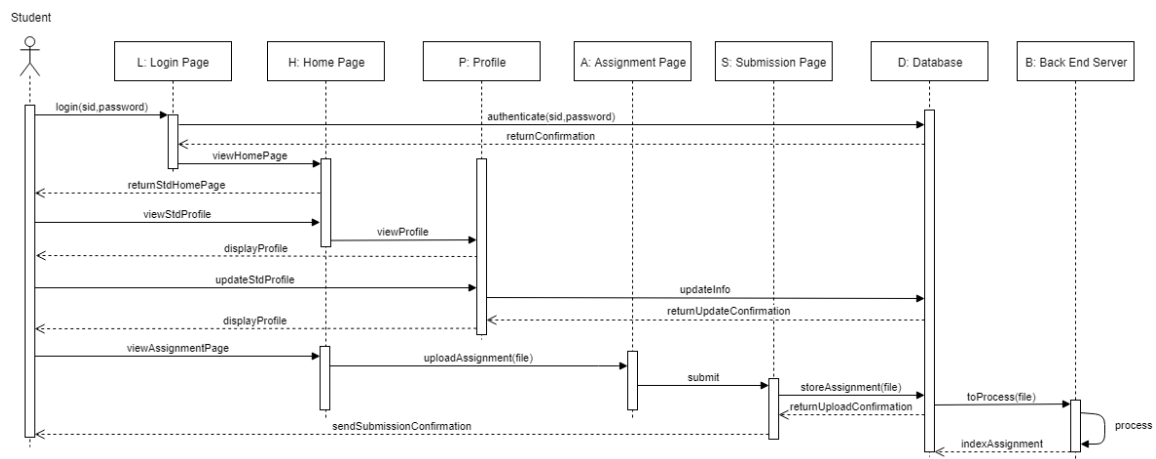 Student
L: Login Page
H: Home Page
P: Profile
A: Assignment Page
S: Submission Page
D: Database
B: Back End Server
login(sid,password)
authenticate(sid,password)
returnConfirmation
viewHomePage
returnStdHomePage
viewStdProfile
viewProfile
displayProfile
updateStdProfile
updateInfo
returnUpdateConfirmation
displayProfile
viewAssignmentPage
uploadAssignment(file)
submit
storeAssignment(file)
toProcess(file)
returnUploadConfirmation
process
sendSubmissionConfirmation
indexAssignment